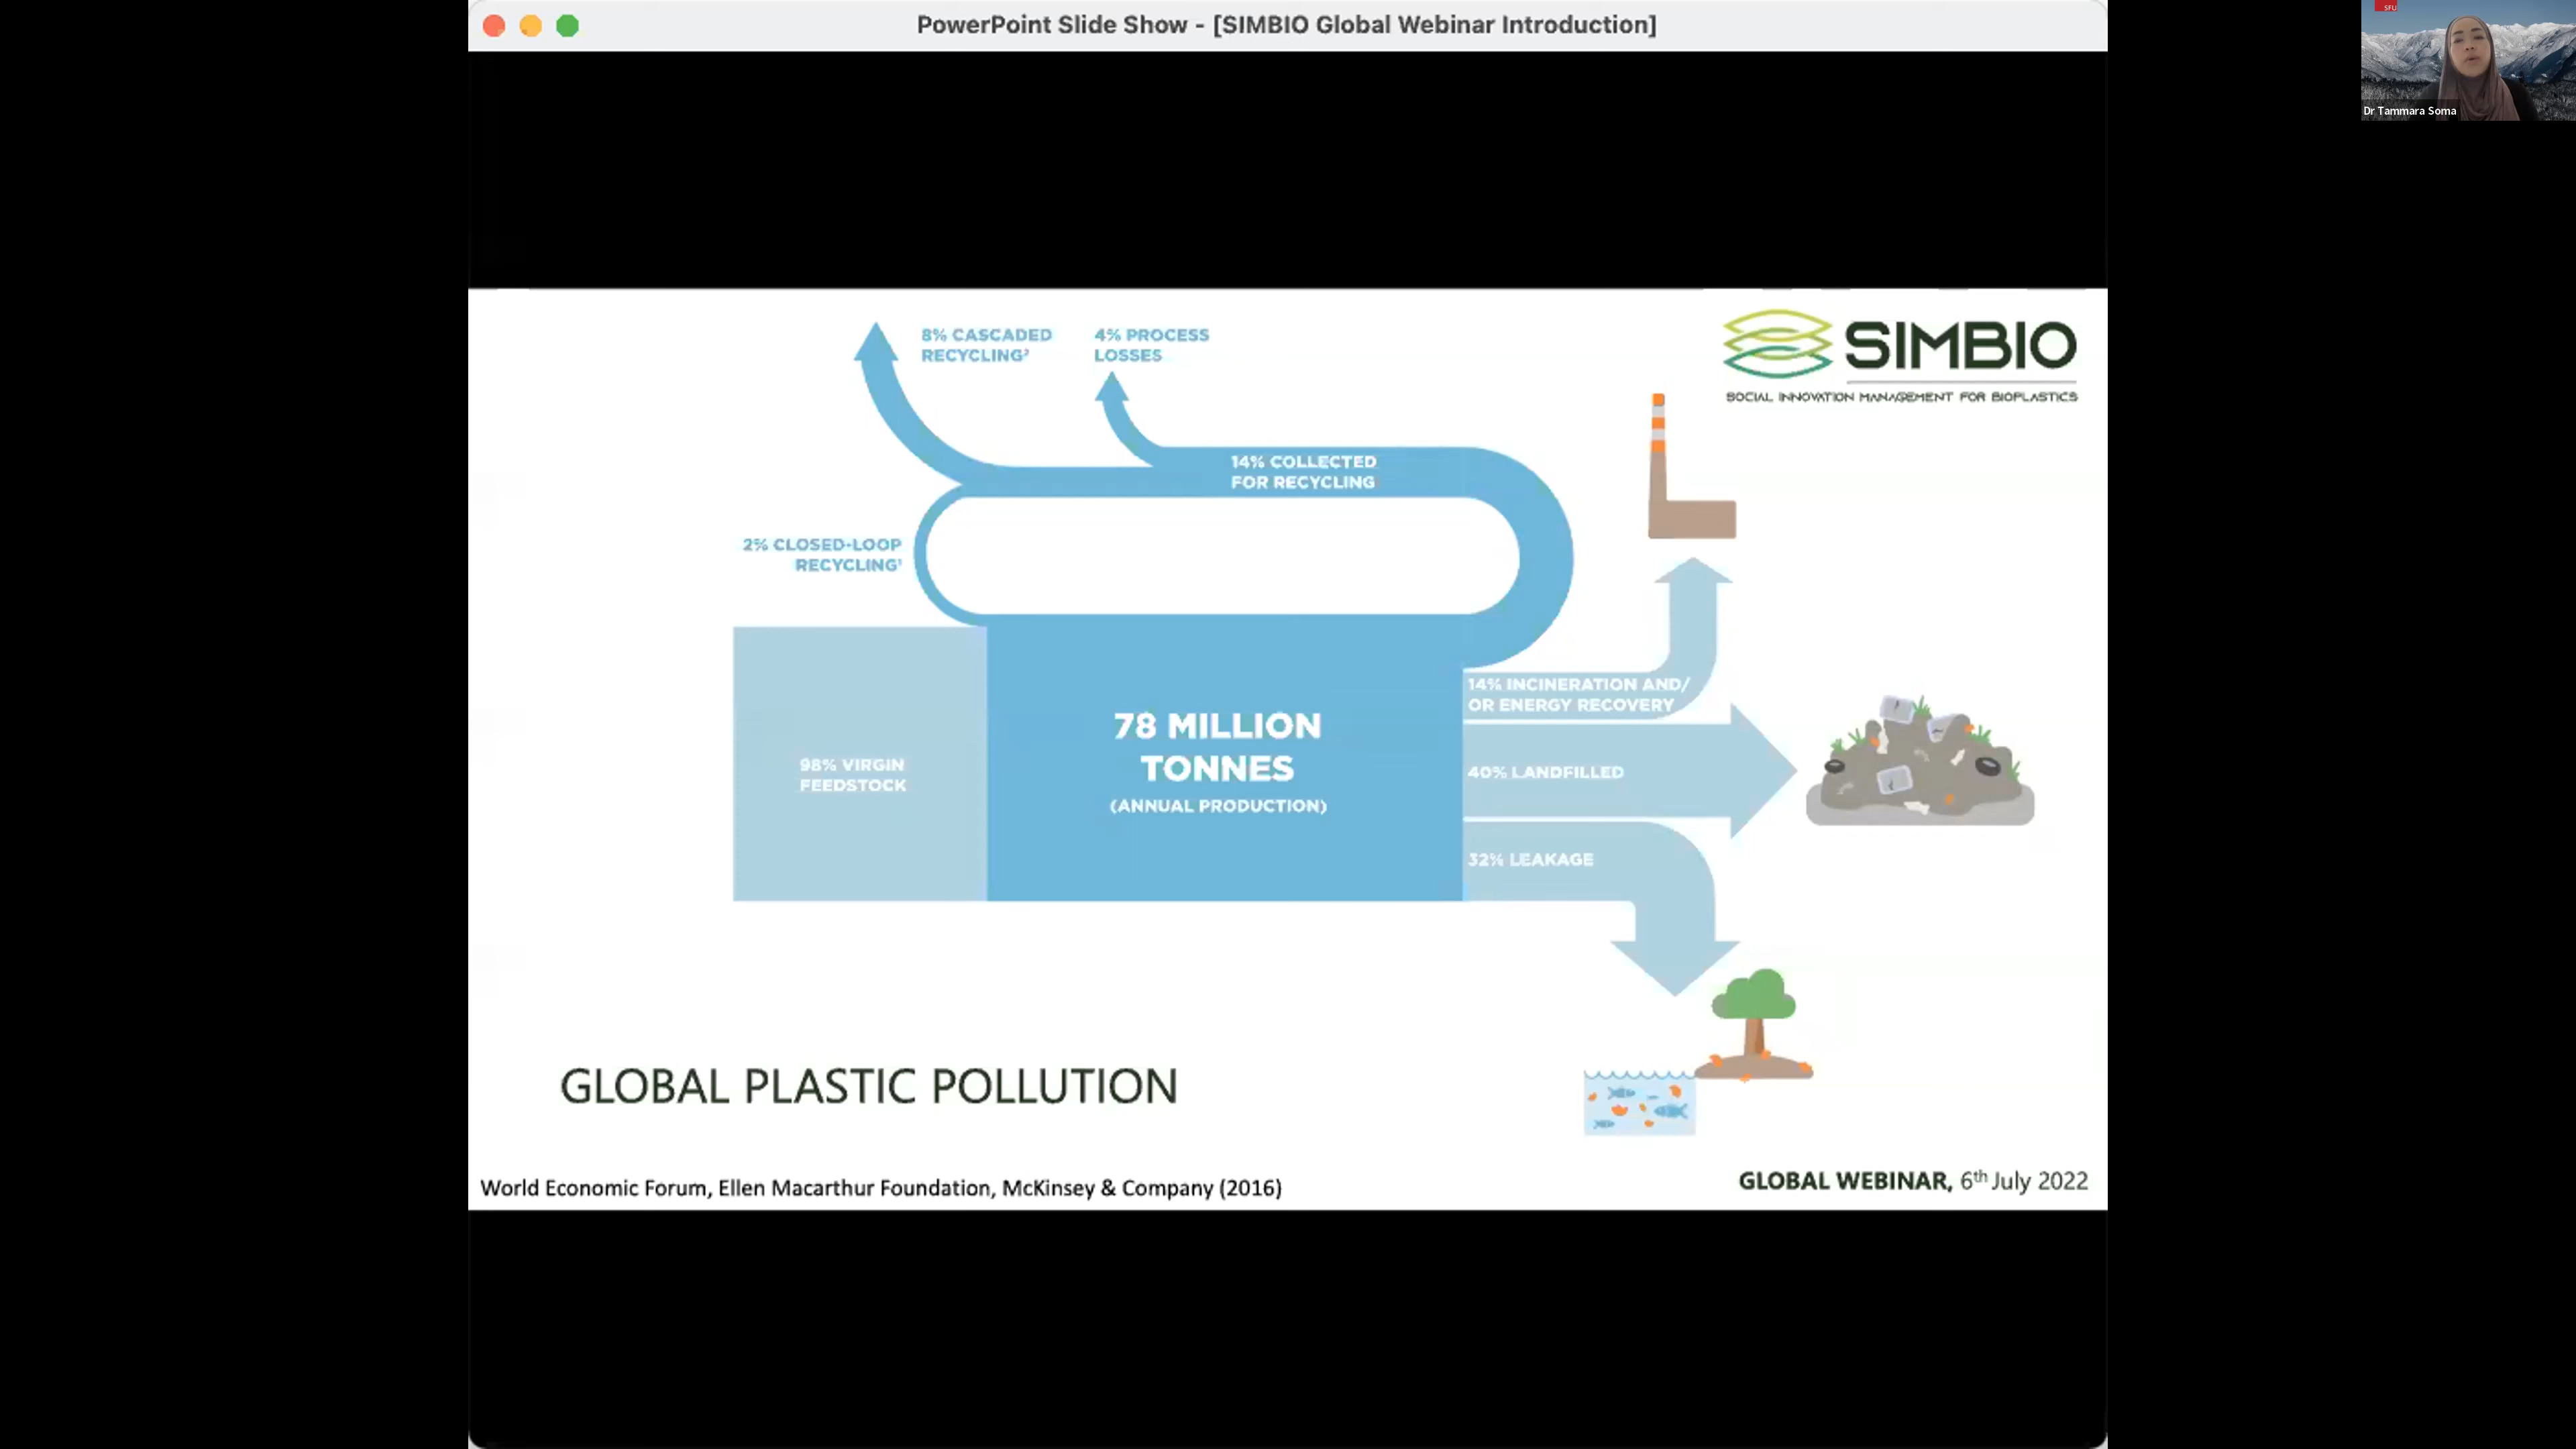 PowerPoint Slide Show - [SIMBIO Global Webinar Introduction]
SFU
Dr Tammara Soma
SIMBIO
SOCIAL INNOVATION MANAGEMENT FOR BIOPLASTICS
8% CASCADED
RECYCLING²
4% PROCESS
LOSSES
14% COLLECTED
FOR RECYCLING
2% CLOSED-LOOP
RECYCLING¹
98% VIRGIN
FEEDSTOCK
78 MILLION
TONNES
(ANNUAL PRODUCTION)
14% INCINERATION AND/
OR ENERGY RECOVERY
40% LANDFILLED
32% LEAKAGE
GLOBAL PLASTIC POLLUTION
World Economic Forum, Ellen Macarthur Foundation, McKinsey & Company (2016)
GLOBAL WEBINAR, 6th July 2022